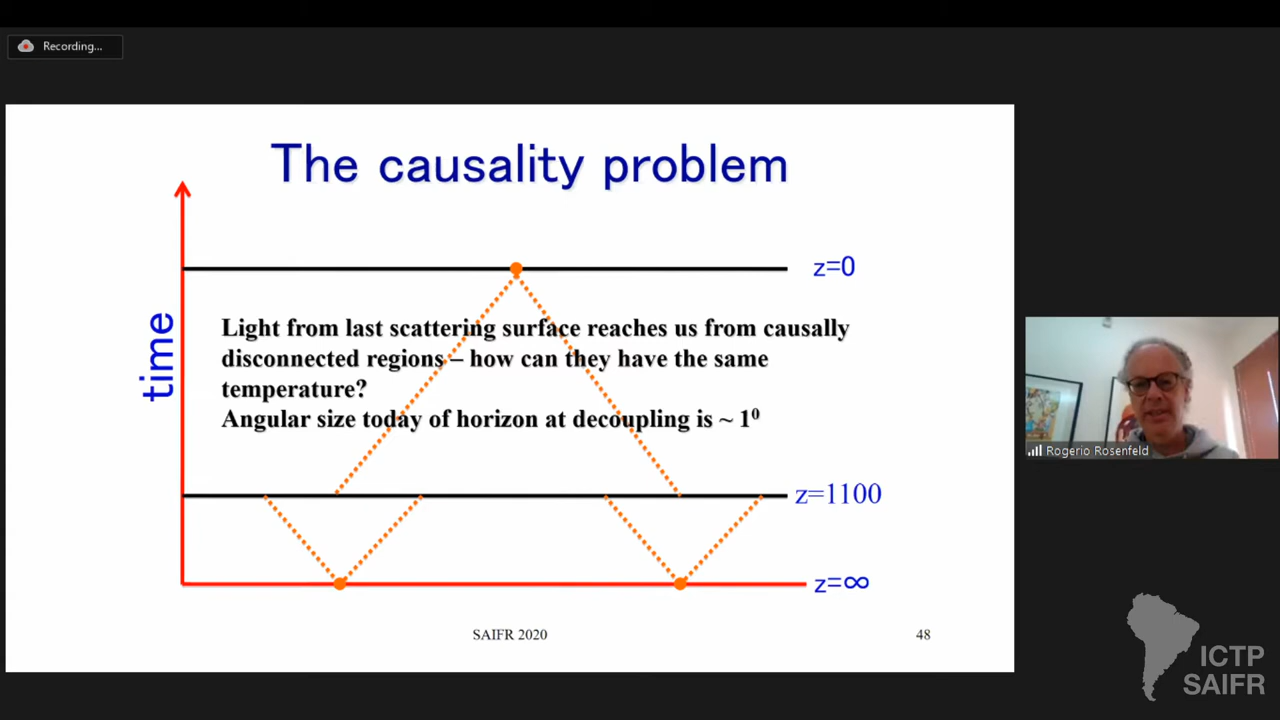 Recording...
The causality problem
z=0
time
Light from last scattering surface reaches us from causally
disconnected regions – how can they have the same
temperature?
Angular size today of horizon at decoupling is ~ 1⁰
z=1100
Rogerio Rosenfeld
z=∞
SAIFR 2020
48
ICTP
SAIFR